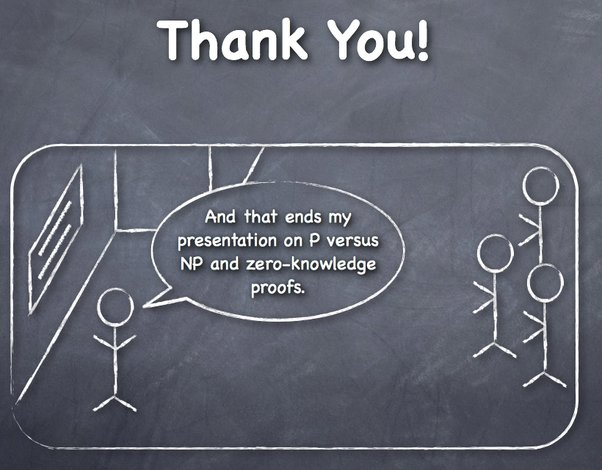 Thank You!
And that ends my
presentation on P versus
NP and zero-knowledge
proofs.